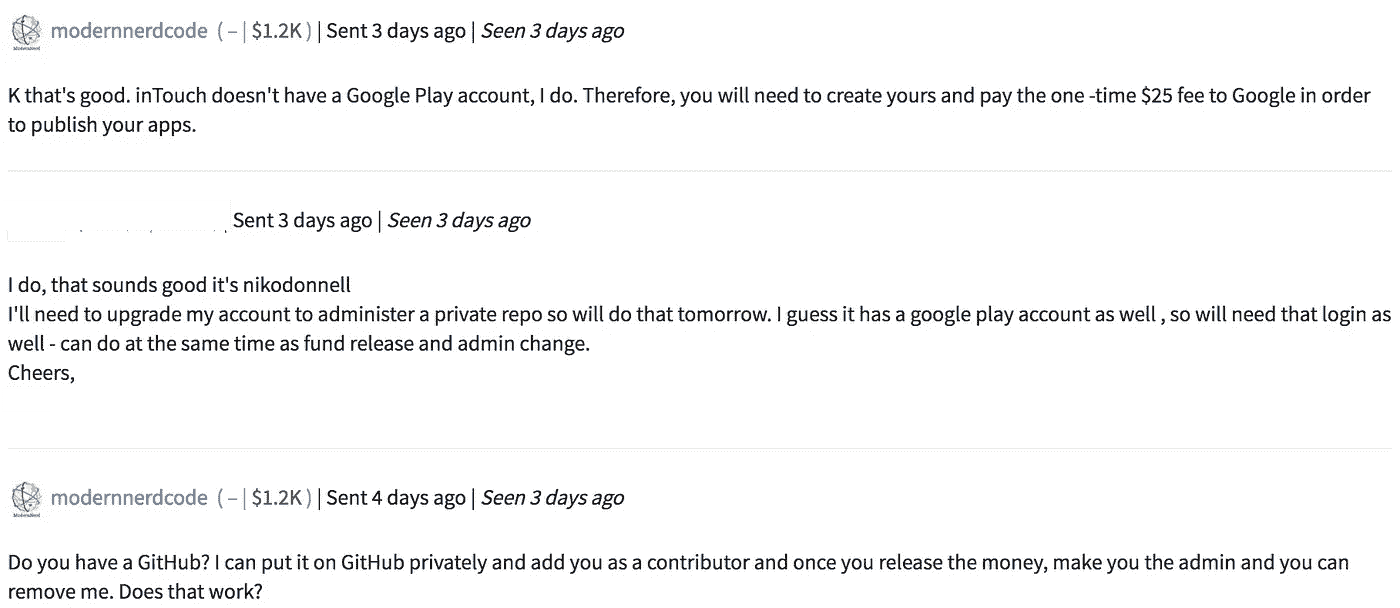 modernnerdcode ( – | $1.2K ) | Sent 3 days ago | Seen 3 days ago
K that's good. inTouch doesn't have a Google Play account, I do. Therefore, you will need to create yours and pay the one -time $25 fee to Google in order
to publish your apps.
Sent 3 days ago | Seen 3 days ago
I do, that sounds good it's nikodonnell
I'll need to upgrade my account to administer a private repo so will do that tomorrow. I guess it has a google play account as well , so will need that login as
well - can do at the same time as fund release and admin change.
Cheers,
modernnerdcode ( – | $1.2K ) | Sent 4 days ago | Seen 3 days ago
Do you have a GitHub? I can put it on GitHub privately and add you as a contributor and once you release the money, make you the admin and you can
remove me. Does that work?